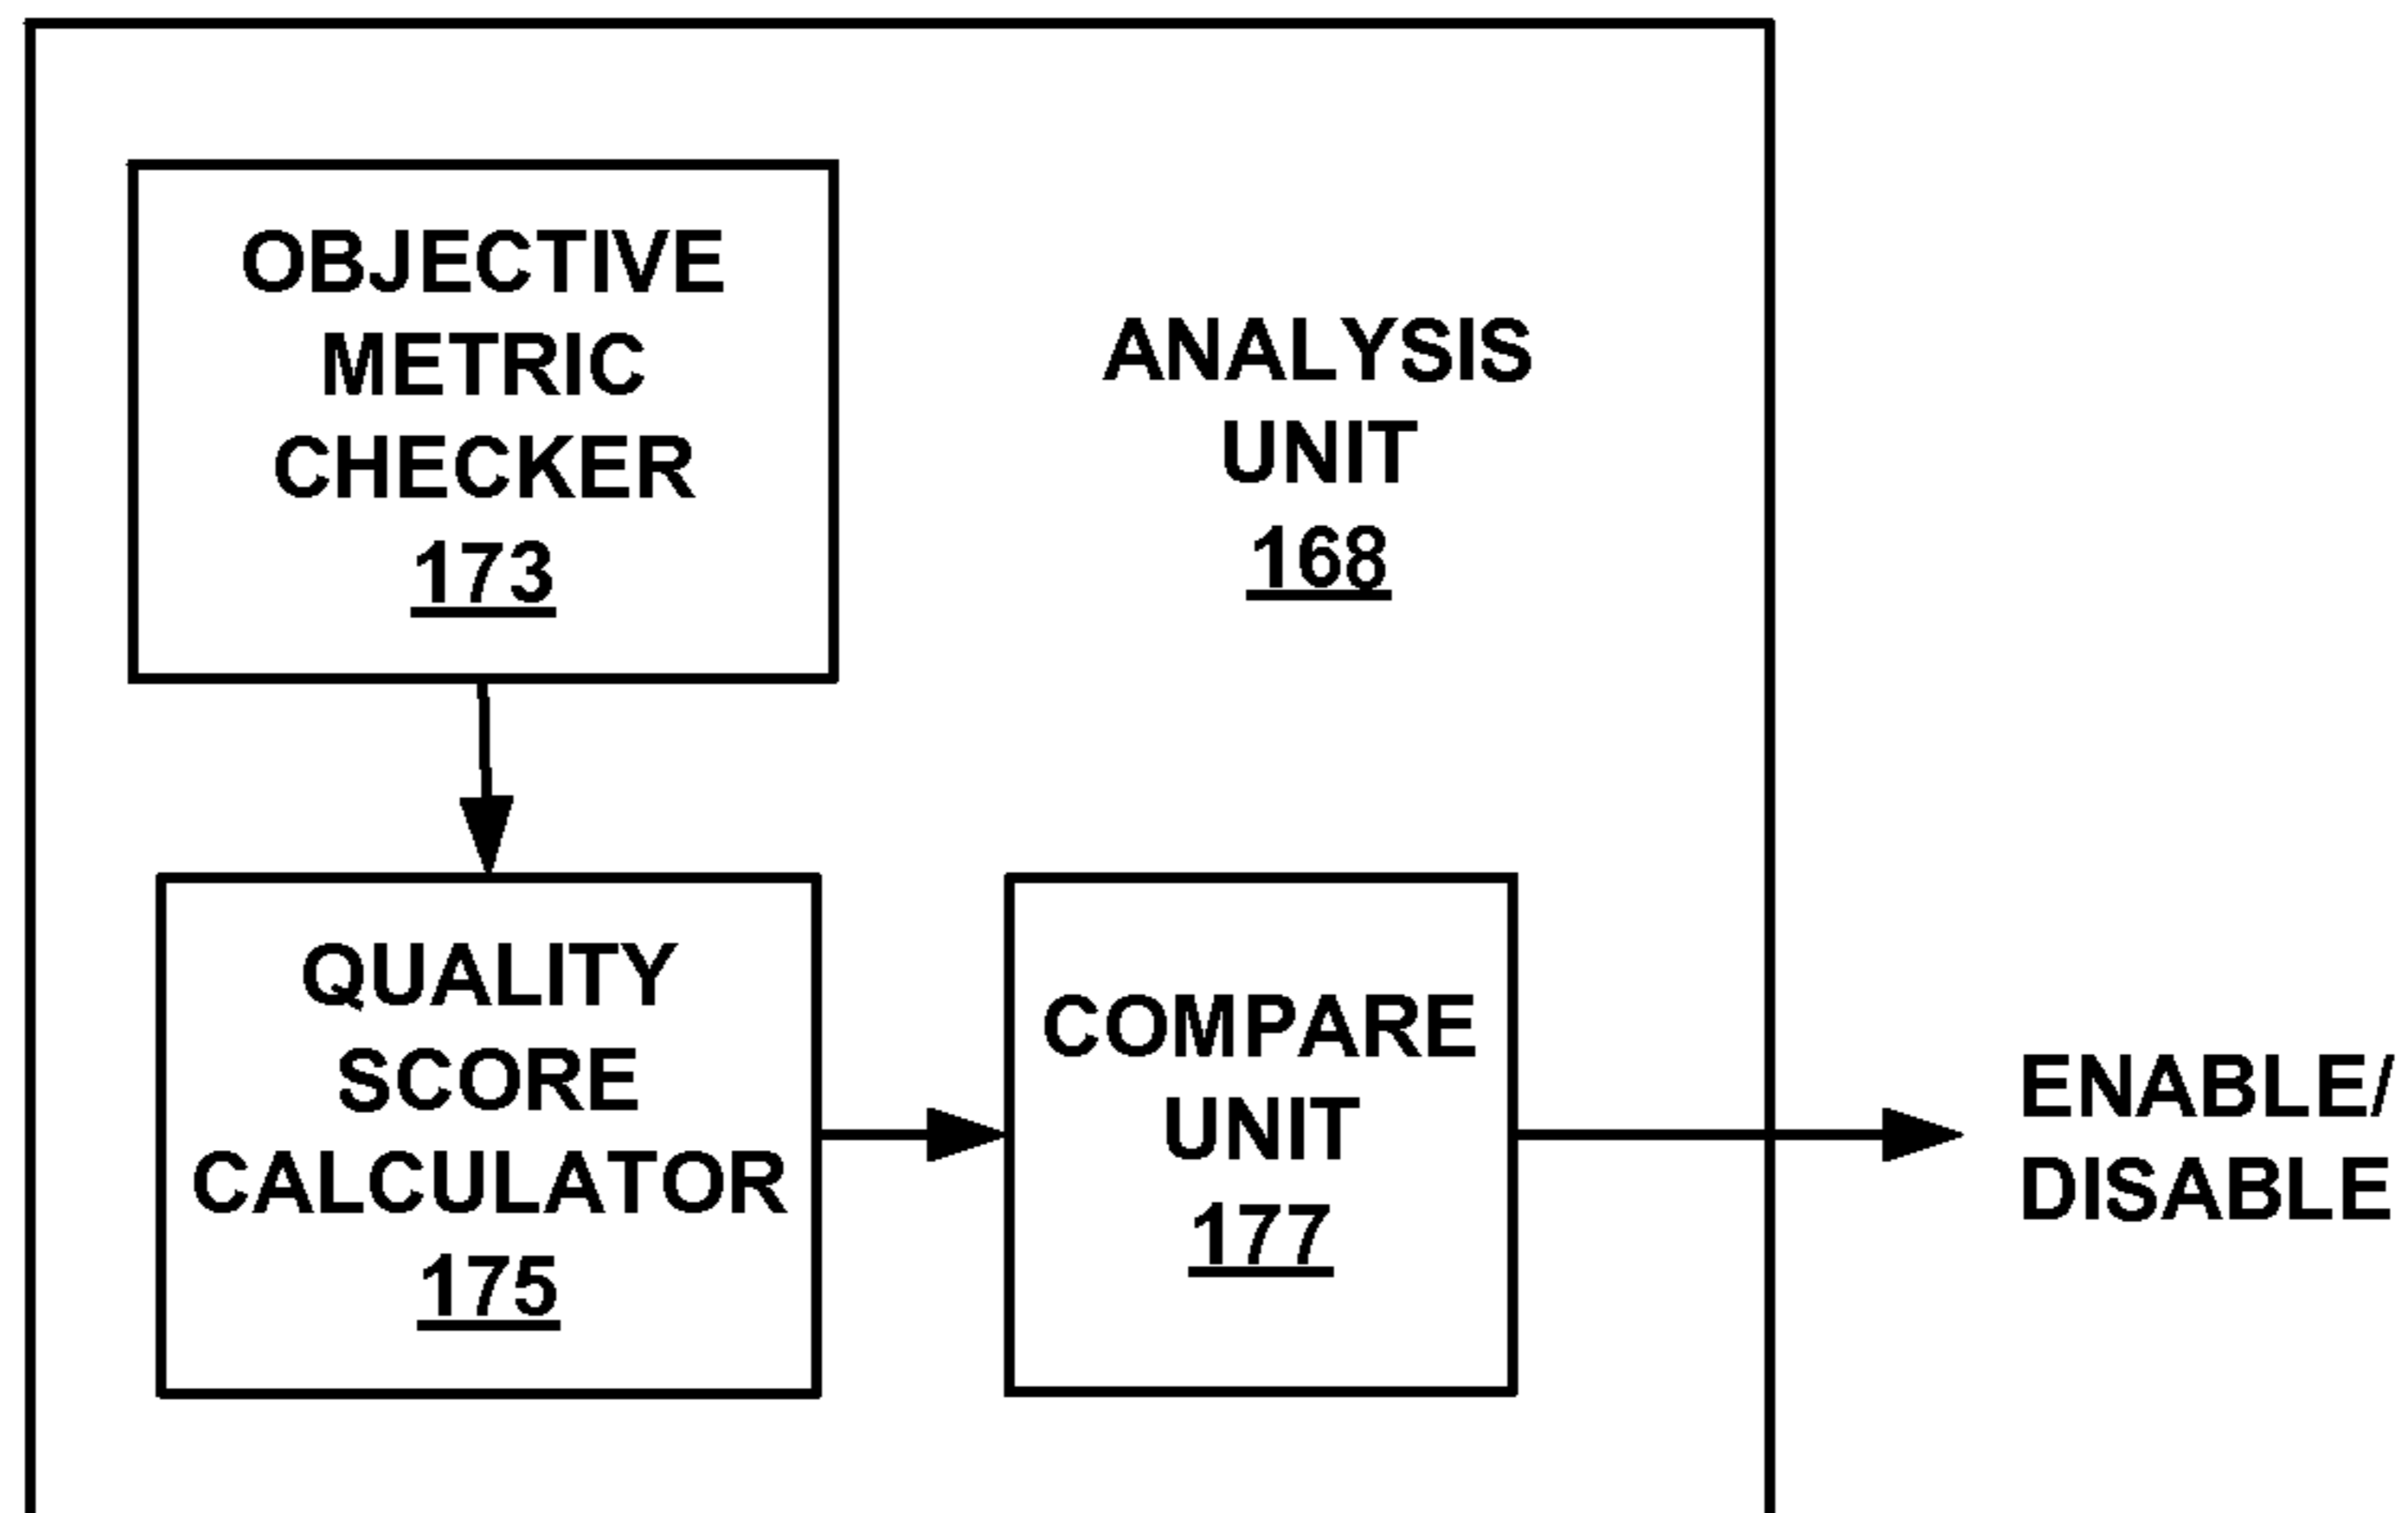 OBJECTIVE
METRIC
CHECKER
173
ANALYSIS
UNIT
168
QUALITY
SCORE
CALCULATOR
175
COMPARE
UNIT
177
ENABLE/
DISABLE